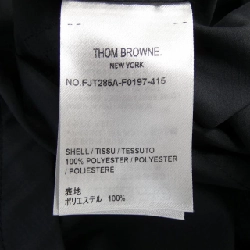 THOM BROWNE.
NEW YORK
NO.FJT286A-F0197-415
SHELL / TISSU / TESSUTO
100% POLYESTER / POLYESTER
/ POLIESTERE
表地
ポリエステル 100%